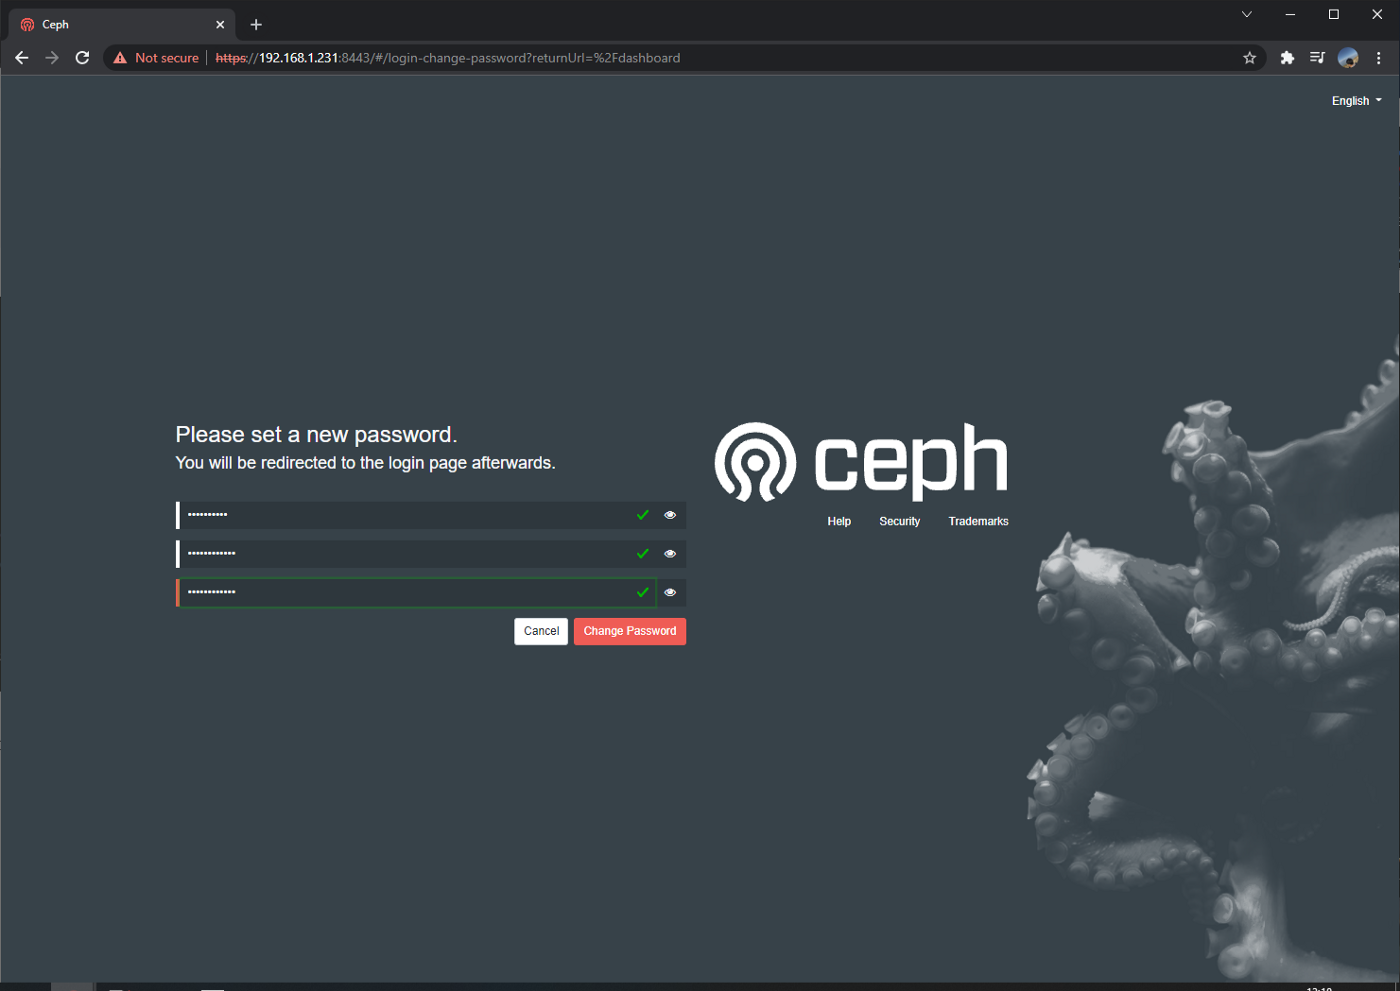 Ceph
Not secure https://192.168.1.231:8443/#/login-change-password?returnUrl=%2Fdashboard
English
Please set a new password.
You will be redirected to the login page afterwards.
••••••••••
••••••••••••
••••••••••••
Cancel Change Password
ceph
Help Security Trademarks